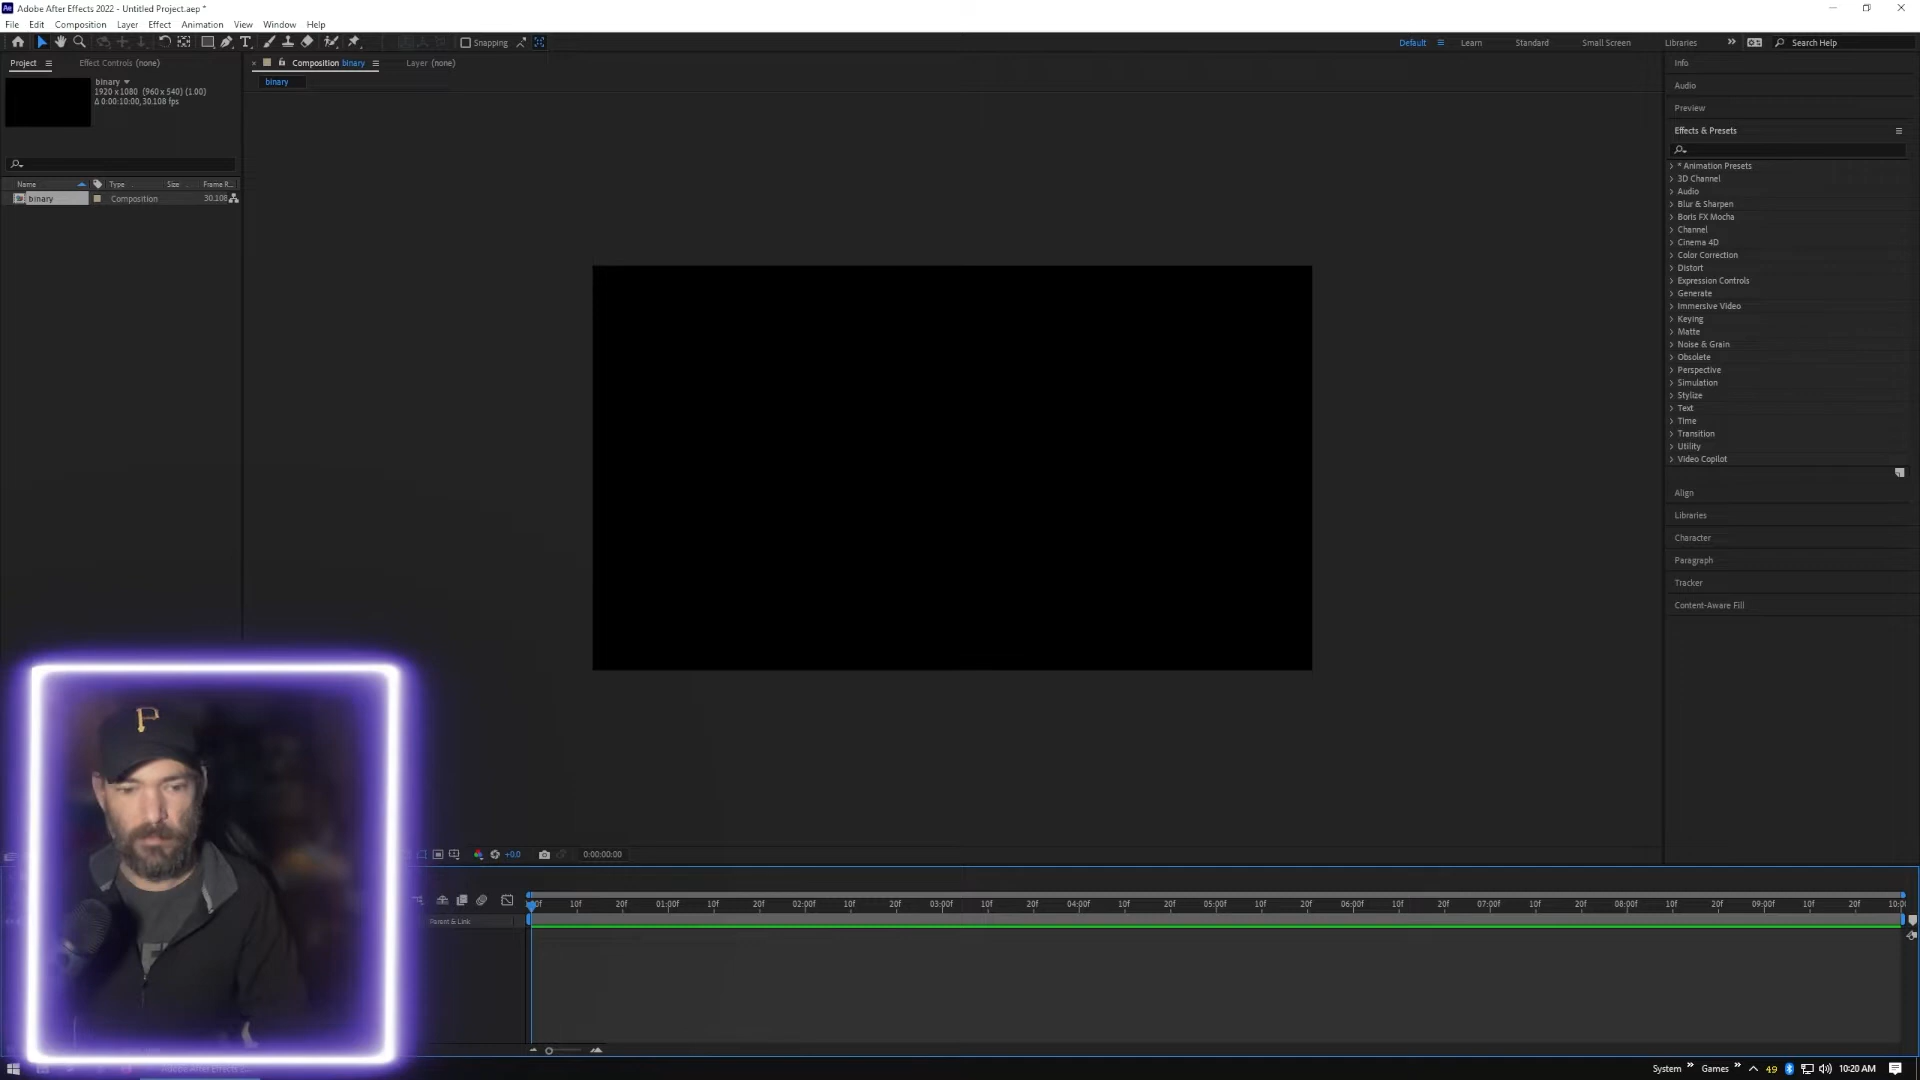 Adobe After Effects 2022 - Untitled Project.aep *
File Edit Composition Layer Effect Animation View Window Help
Snapping
Default Learn Standard Small Screen Libraries Search Help
Project Effect Controls (none)
Composition binary Layer (none)
binary
binary
1920 x 1080 (960 x 540) (1.00)
Δ 0:00:10:00, 30.108 fps
Name Type Size Frame R...
binary Composition 30.108
Info
Audio
Preview
Effects & Presets
* Animation Presets
3D Channel
Audio
Blur & Sharpen
Boris FX Mocha
Channel
Cinema 4D
Color Correction
Distort
Expression Controls
Generate
Immersive Video
Keying
Matte
Noise & Grain
Obsolete
Perspective
Simulation
Stylize
Text
Time
Transition
Utility
Video Copilot
Align
Libraries
Character
Paragraph
Tracker
Content-Aware Fill
P
+0.0 0:00:00:00
10f 20f 01:00f 10f 20f 02:00f 10f 20f 03:00f 10f 20f 04:00f 10f 20f 05:00f 10f 20f 06:00f 10f 20f 07:00f 10f 20f 08:00f 10f 20f 09:00f 10f 20f 10:00
Parent & Link
Adobe After Effects 2...
System Games 49 10:20 AM